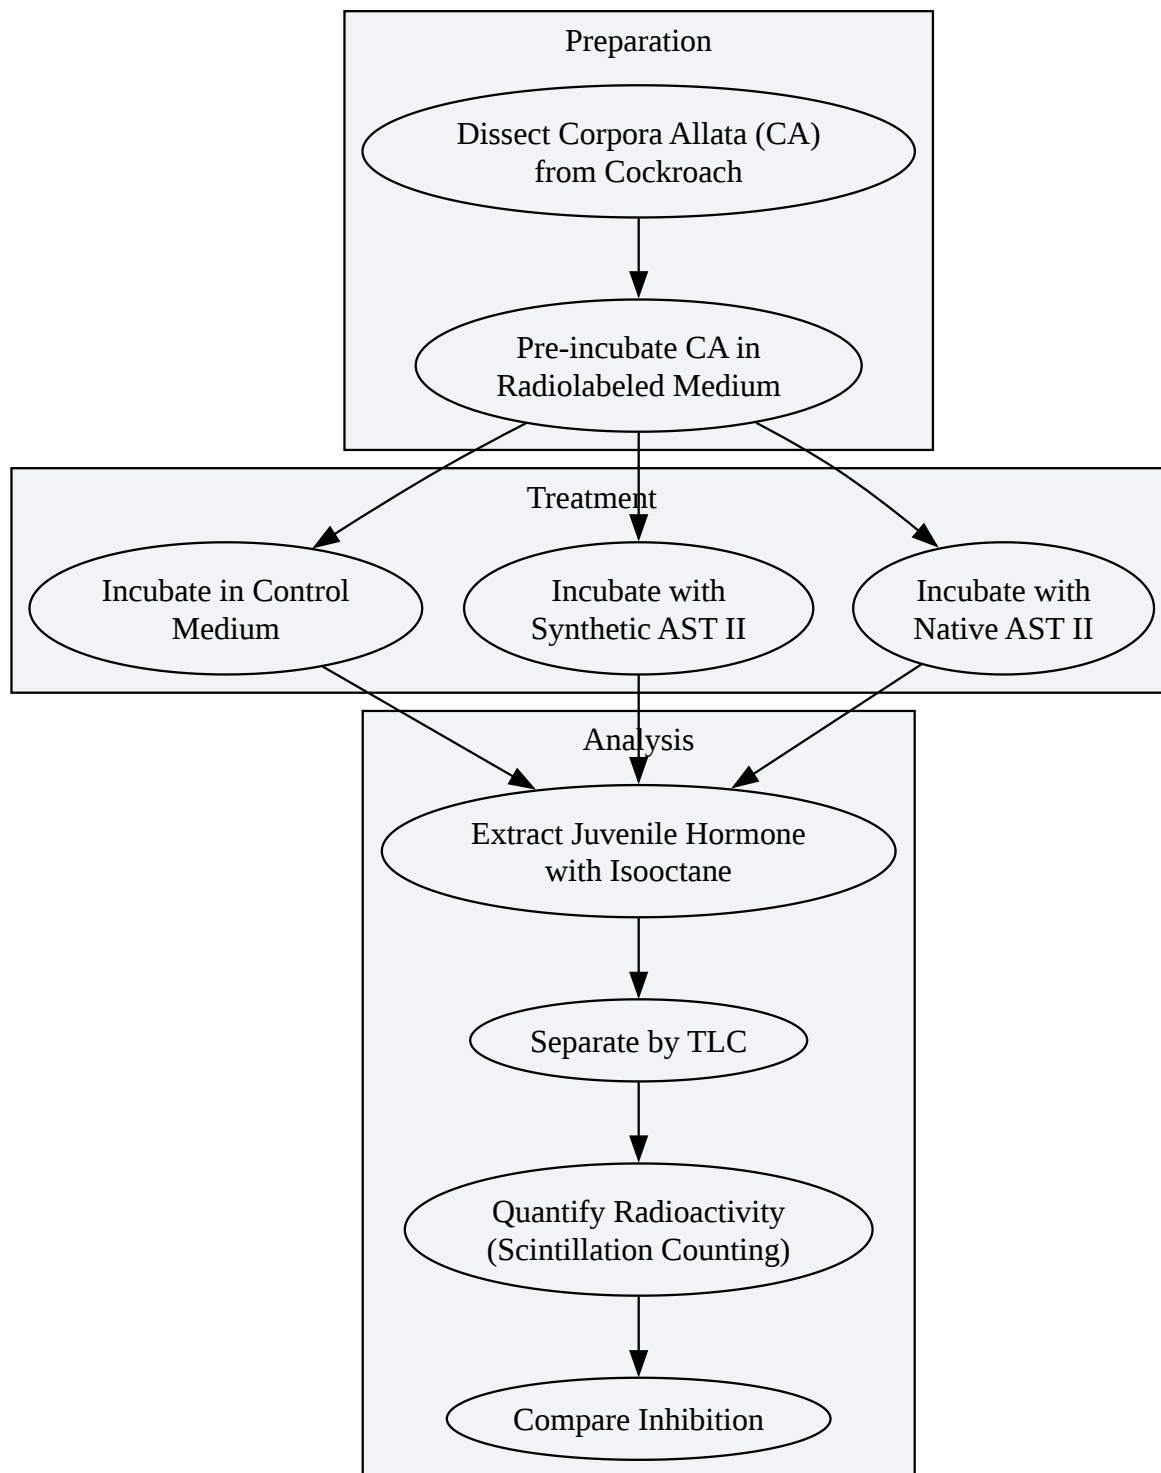 Preparation
Dissect Corpora Allata (CA)
from Cockroach
Pre-incubate CA in
Radiolabeled Medium
Treatment
Incubate in Control
Medium
Incubate with
Synthetic AST II
Incubate with
Native AST II
Analysis
Extract Juvenile Hormone
with Isooctane
Separate by TLC
Quantify Radioactivity
(Scintillation Counting)
Compare Inhibition